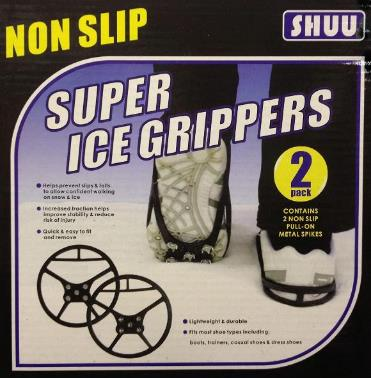 NON SLIP
SHUU
SUPER
ICE GRIPPERS
2
pack
CONTAINS
2 NON SLIP
PULL-ON
METAL SPIKES
Helps prevent slips & falls
to allow confident walking
on snow & ice
Increased traction helps
improve stability & reduce
risk of injury
Quick & easy to fit
and remove
Lightweight & durable
Fits most shoe types including:
boots, trainers, casual shoes & dress shoes